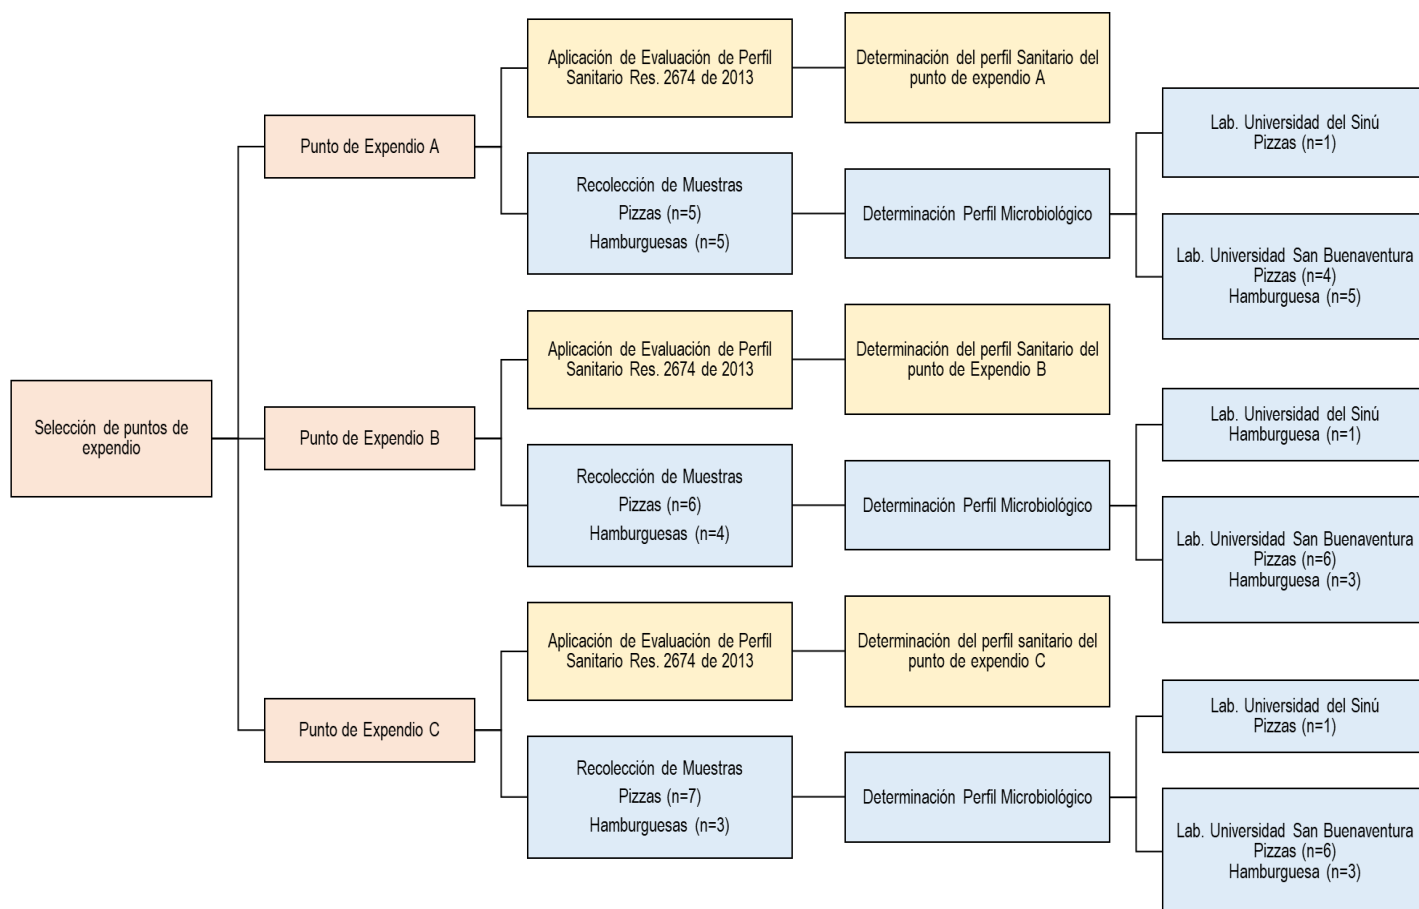 Selección de puntos de
expendio
Punto de Expendio A
Aplicación de Evaluación de Perfil
Sanitario Res. 2674 de 2013
Determinación del perfil Sanitario del
punto de expendio A
Recolección de Muestras
Pizzas (n=5)
Hamburguesas (n=5)
Determinación Perfil Microbiológico
Lab. Universidad del Sinú
Pizzas (n=1)
Lab. Universidad San Buenaventura
Pizzas (n=4)
Hamburguesa (n=5)
Punto de Expendio B
Aplicación de Evaluación de Perfil
Sanitario Res. 2674 de 2013
Determinación del perfil Sanitario del
punto de Expendio B
Recolección de Muestras
Pizzas (n=6)
Hamburguesas (n=4)
Determinación Perfil Microbiológico
Lab. Universidad del Sinú
Hamburguesa (n=1)
Lab. Universidad San Buenaventura
Pizzas (n=6)
Hamburguesa (n=3)
Punto de Expendio C
Aplicación de Evaluación de Perfil
Sanitario Res. 2674 de 2013
Determinación del perfil sanitario del
punto de expendio C
Recolección de Muestras
Pizzas (n=7)
Hamburguesas (n=3)
Determinación Perfil Microbiológico
Lab. Universidad del Sinú
Pizzas (n=1)
Lab. Universidad San Buenaventura
Pizzas (n=6)
Hamburguesa (n=3)